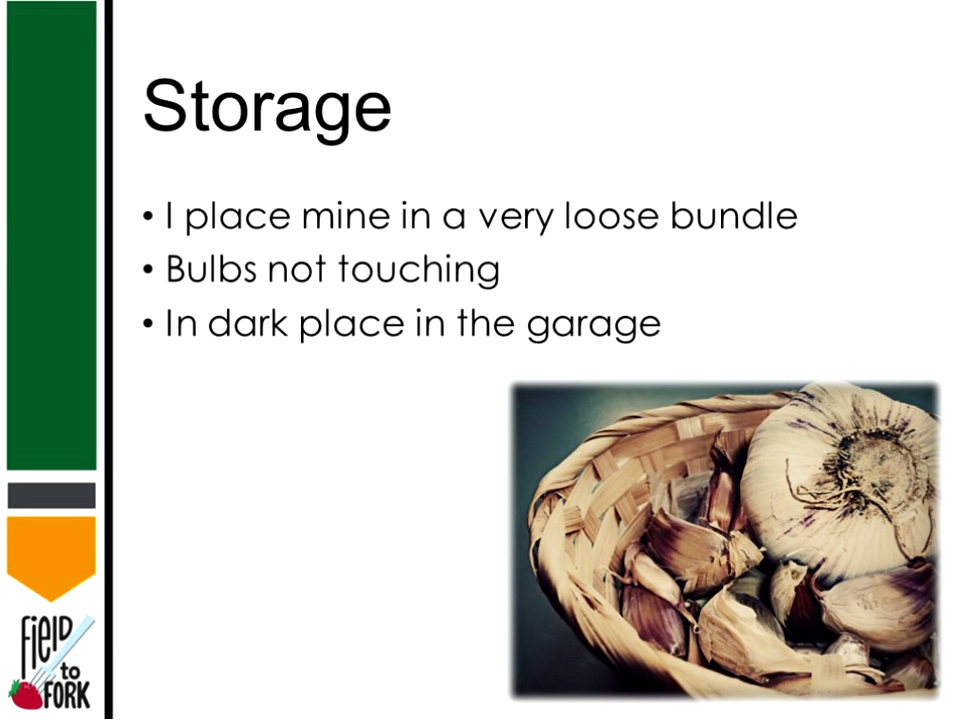 Storage
• I place mine in a very loose bundle
• Bulbs not touching
• In dark place in the garage
FiELD
to
FORK